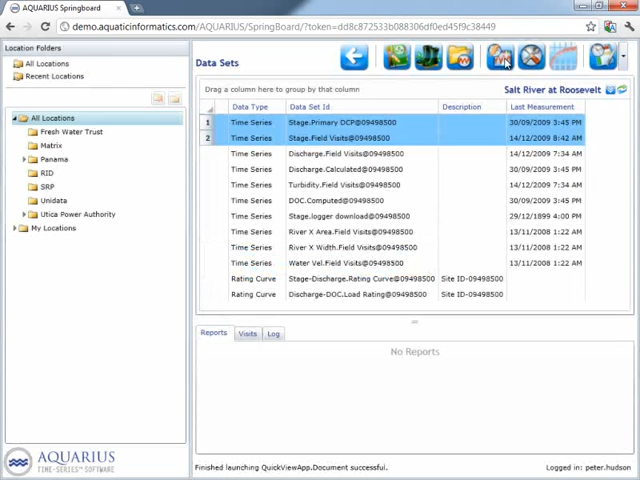 AQUARIUS Springboard
demo.aquaticinformatics.com/AQUARIUS/SpringBoard/?token=dd8c872533b088306df0ed45f9c38449
Location Folders
All Locations
Recent Locations
All Locations
Fresh Water Trust
Matrix
Panama
RID
SRP
Unidata
Utica Power Authority
My Locations
AQUARIUS
TIME-SERIES™ SOFTWARE
Data Sets
Drag a column here to group by that column
Salt River at Roosevelt
Data Type Data Set Id Description Last Measurement
1 Time Series Stage.Primary DCP@09498500 30/09/2009 3:45 PM
2 Time Series Stage.Field Visits@09498500 14/12/2009 8:42 AM
Time Series Discharge.Field Visits@09498500 14/12/2009 7:34 AM
Time Series Discharge.Calculated@09498500 30/09/2009 3:45 PM
Time Series Turbidity.Field Visits@09498500 14/12/2009 7:34 AM
Time Series DOC.Computed@09498500 30/09/2009 3:45 PM
Time Series Stage.logger download@09498500 29/12/1899 4:00 PM
Time Series River X Area.Field Visits@09498500 13/11/2008 1:22 AM
Time Series River X Width.Field Visits@09498500 13/11/2008 1:22 AM
Time Series Water Vel.Field Visits@09498500 13/11/2008 1:22 AM
Rating Curve Stage-Discharge.Rating Curve@09498500 Site ID-09498500
Rating Curve Discharge-DOC.Load Rating@09498500 Site ID-09498500
Reports Visits Log
No Reports
Finished launching QuickViewApp.Document successful. Logged in: peter.hudson